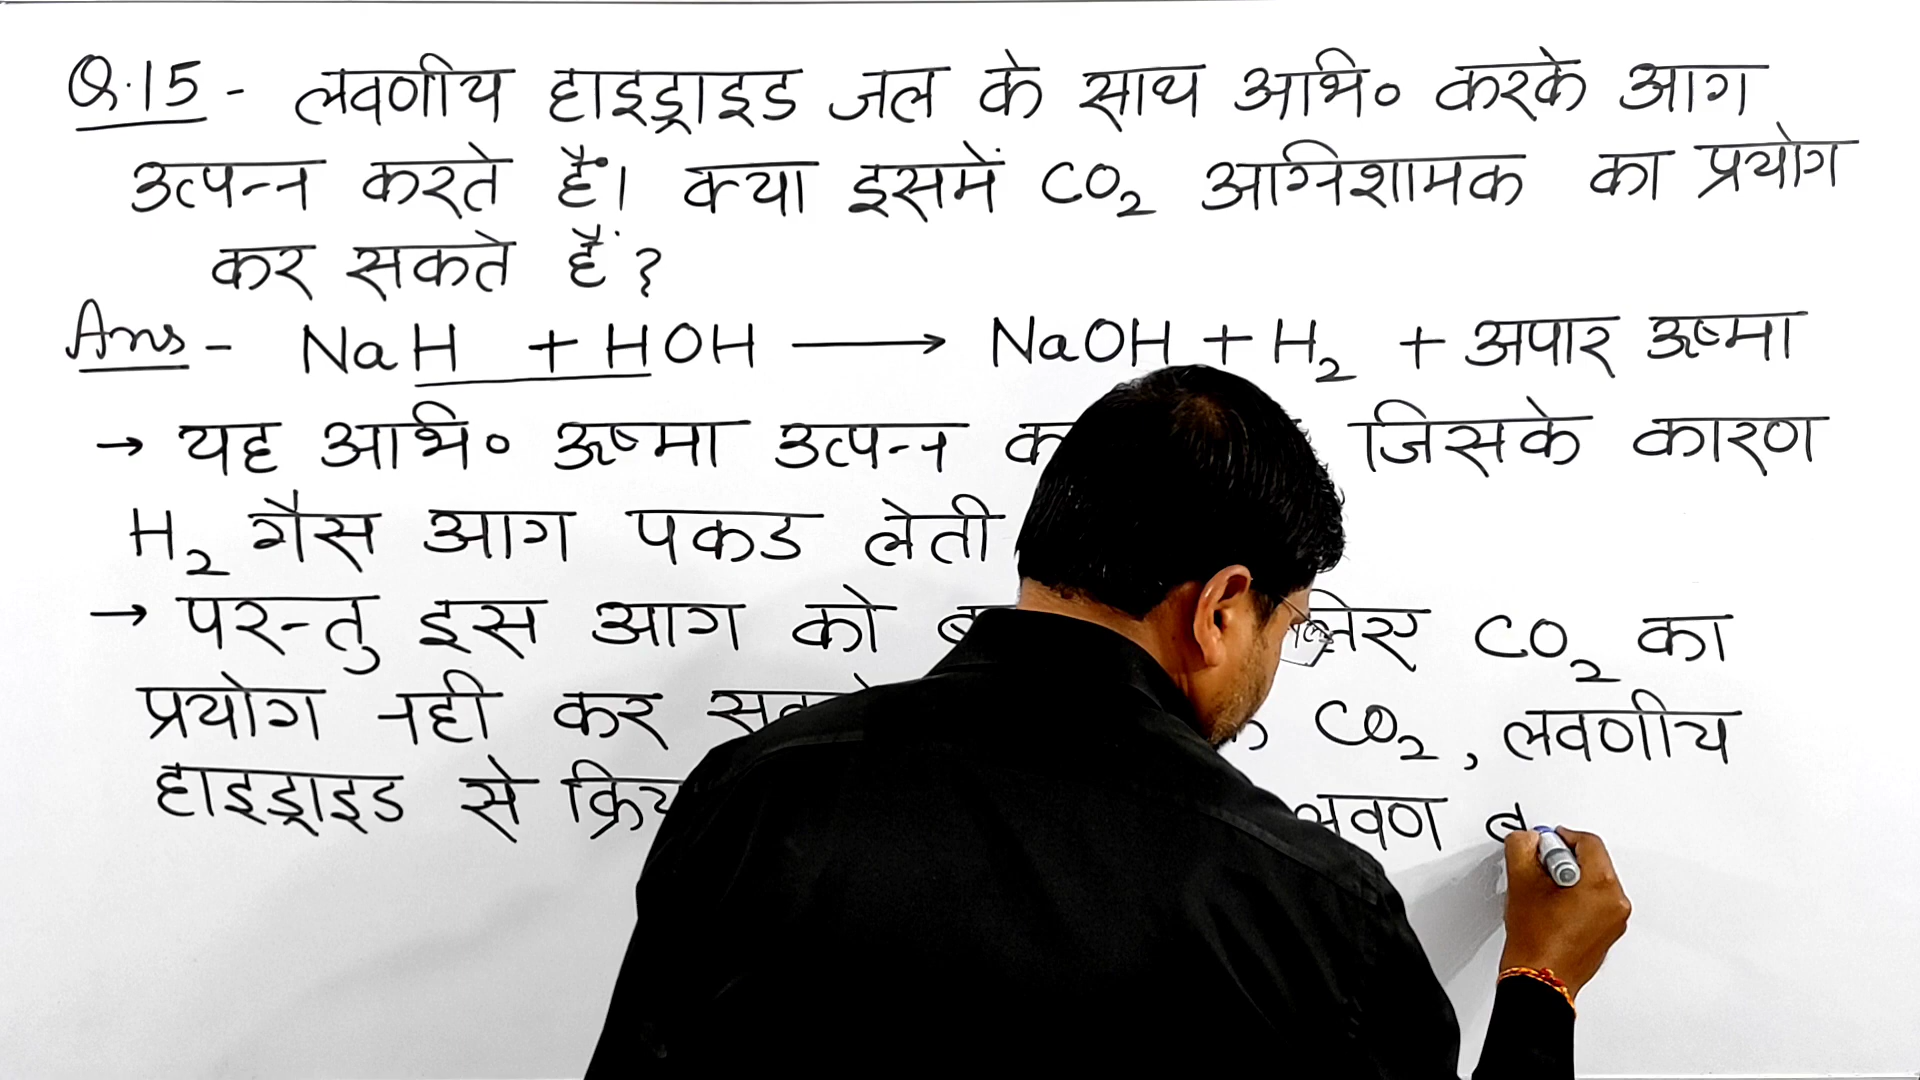 Q.15 - लवणीय हाइड्राइड जल के साथ अभि० करके आग
उत्पन्न करते हैं। क्या इसमें CO₂ अग्निशामक का प्रयोग
कर सकते हैं?
Ans - NaH + HOH ⟶ NaOH + H₂ + अपार ऊष्मा
→ यह अभि० ऊष्मा उत्पन्न जिसके कारण
H₂ गैस आग पकड लेती
→ परन्तु इस आग को लिए CO₂ का
प्रयोग नही कर CO₂, लवणीय
हाइड्राइड से लवण